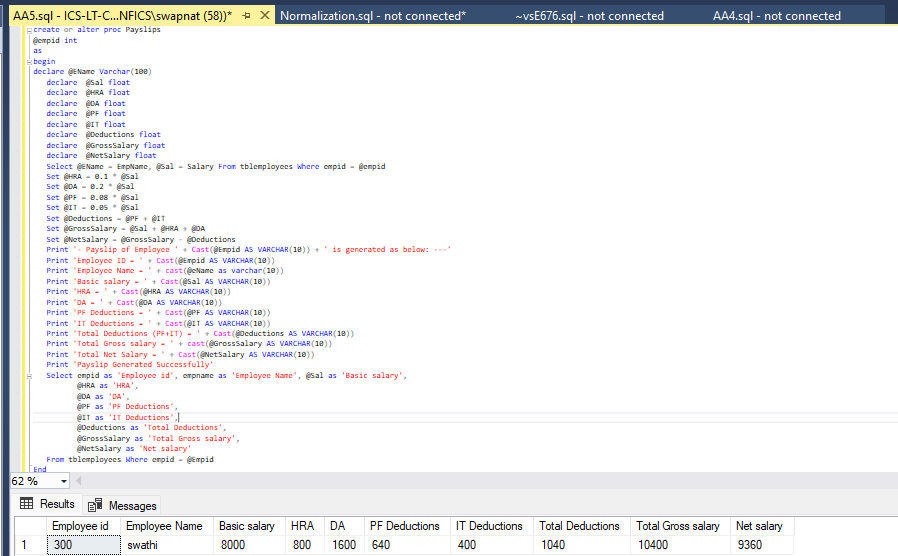 AA5.sql - ICS-LT-C...NFICS\swapnat (58))* Normalization.sql - not connected* ~vsE676.sql - not connected AA4.sql - not connected
create or alter proc Payslips
@empid int
as
begin
declare @EName Varchar(100)
declare @Sal float
declare @HRA float
declare @DA float
declare @PF float
declare @IT float
declare @Deductions float
declare @GrossSalary float
declare @NetSalary float
Select @EName = EmpName, @Sal = Salary From tblemployees Where empid = @empid
Set @HRA = 0.1 * @Sal
Set @DA = 0.2 * @Sal
Set @PF = 0.08 * @Sal
Set @IT = 0.05 * @Sal
Set @Deductions = @PF + @IT
Set @GrossSalary = @Sal + @HRA + @DA
Set @NetSalary = @GrossSalary - @Deductions
Print '- Payslip of Employee ' + Cast(@Empid AS VARCHAR(10)) + ' is generated as below: ---'
Print 'Employee ID = ' + Cast(@Empid AS VARCHAR(10))
Print 'Employee Name = ' + cast(@eName as varchar(10))
Print 'Basic salary = ' + Cast(@Sal AS VARCHAR(10))
Print 'HRA = ' + Cast(@HRA AS VARCHAR(10))
Print 'DA = ' + Cast(@DA AS VARCHAR(10))
Print 'PF Deductions = ' + Cast(@PF AS VARCHAR(10))
Print 'IT Deductions = ' + Cast(@IT AS VARCHAR(10))
Print 'Total Deductions (PF+IT) = ' + Cast(@Deductions AS VARCHAR(10))
Print 'Total Gross salary = ' + cast(@GrossSalary AS VARCHAR(10))
Print 'Total Net Salary = ' + Cast(@NetSalary AS VARCHAR(10))
Print 'Payslip Generated Successfully'
Select empid as 'Employee id', empname as 'Employee Name', @Sal as 'Basic salary',
@HRA as 'HRA',
@DA as 'DA',
@PF as 'PF Deductions',
@IT as 'IT Deductions',
@Deductions as 'Total Deductions',
@GrossSalary as 'Total Gross salary',
@NetSalary as 'Net salary'
From tblemployees Where empid = @Empid
End
62 %
Results Messages
Employee id Employee Name Basic salary HRA DA PF Deductions IT Deductions Total Deductions Total Gross salary Net salary
1 300 swathi 8000 800 1600 640 400 1040 10400 9360